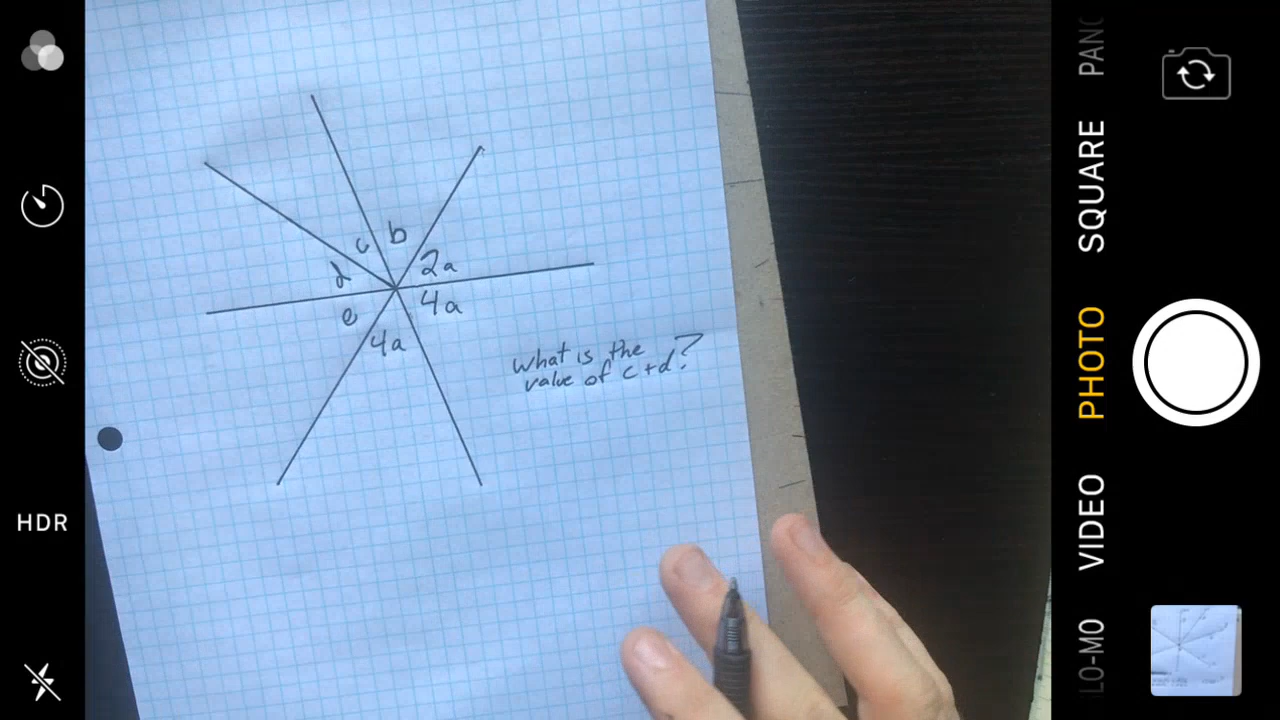 c
b
d
2a
e
4a
4a
What is the
value of c+d?
HDR
PANO
SQUARE
PHOTO
VIDEO
LO-MO